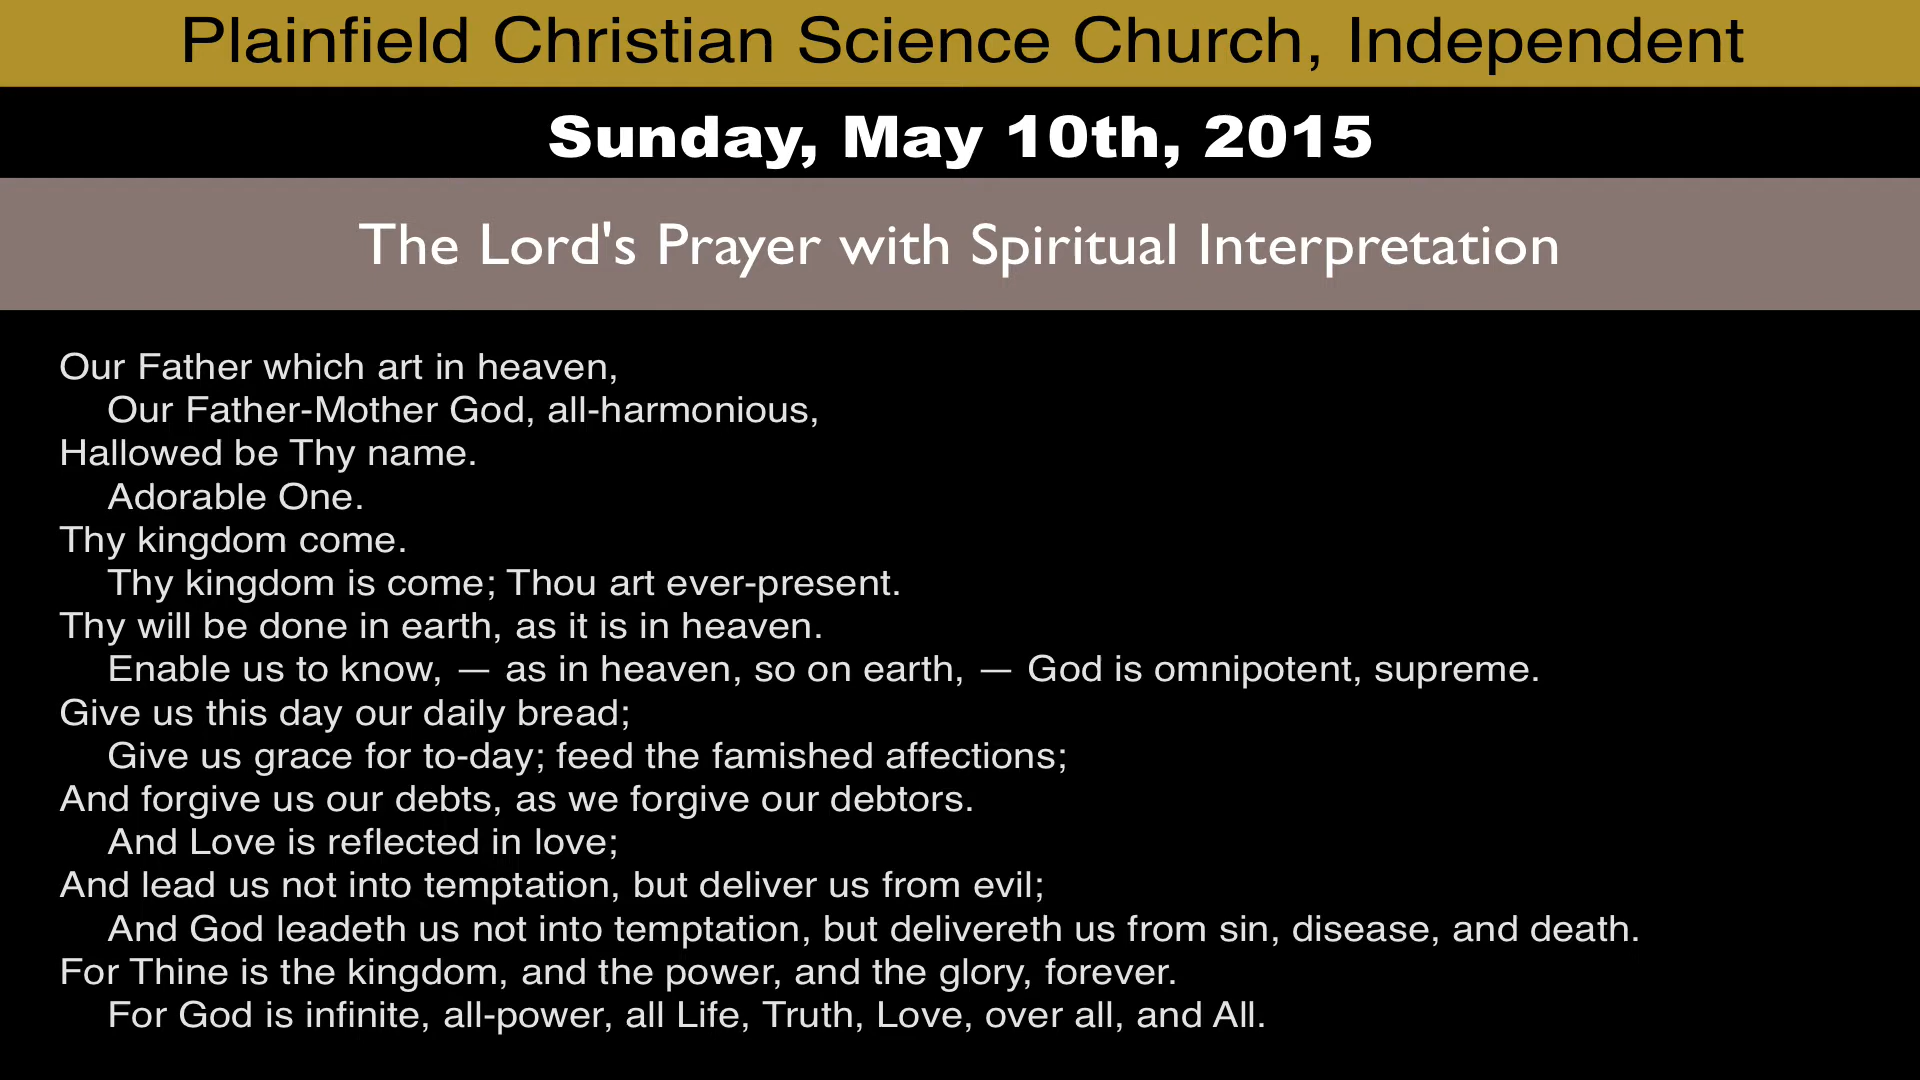 Plainfield Christian Science Church, Independent
Sunday, May 10th, 2015
The Lord's Prayer with Spiritual Interpretation
Our Father which art in heaven,
Our Father-Mother God, all-harmonious,
Hallowed be Thy name.
Adorable One.
Thy kingdom come.
Thy kingdom is come; Thou art ever-present.
Thy will be done in earth, as it is in heaven.
Enable us to know, — as in heaven, so on earth, — God is omnipotent, supreme.
Give us this day our daily bread;
Give us grace for to-day; feed the famished affections;
And forgive us our debts, as we forgive our debtors.
And Love is reflected in love;
And lead us not into temptation, but deliver us from evil;
And God leadeth us not into temptation, but delivereth us from sin, disease, and death.
For Thine is the kingdom, and the power, and the glory, forever.
For God is infinite, all-power, all Life, Truth, Love, over all, and All.